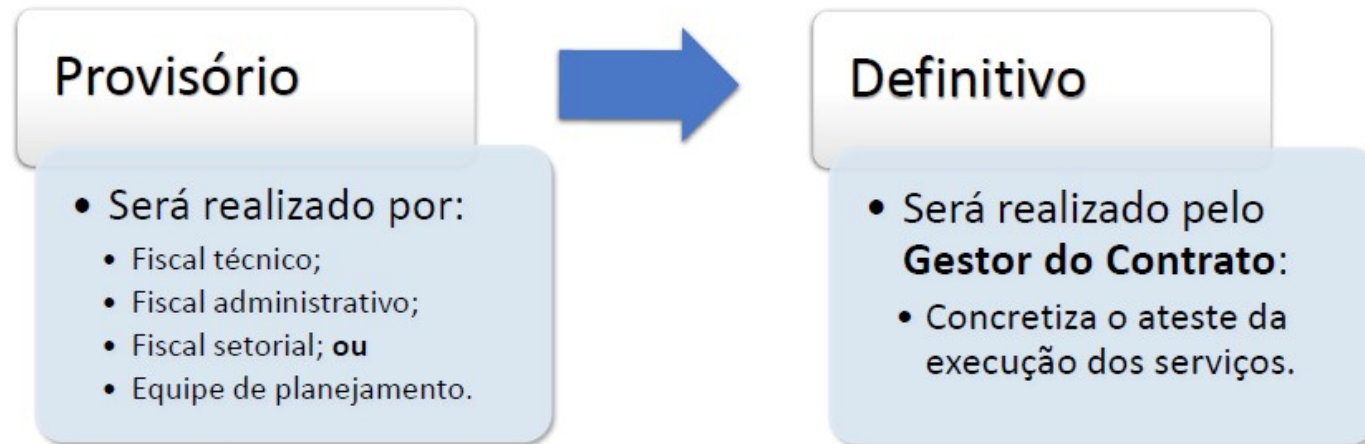 Provisório
• Será realizado por:
• Fiscal técnico;
• Fiscal administrativo;
• Fiscal setorial; ou
• Equipe de planejamento.
Definitivo
• Será realizado pelo
Gestor do Contrato:
• Concretiza o ateste da
execução dos serviços.